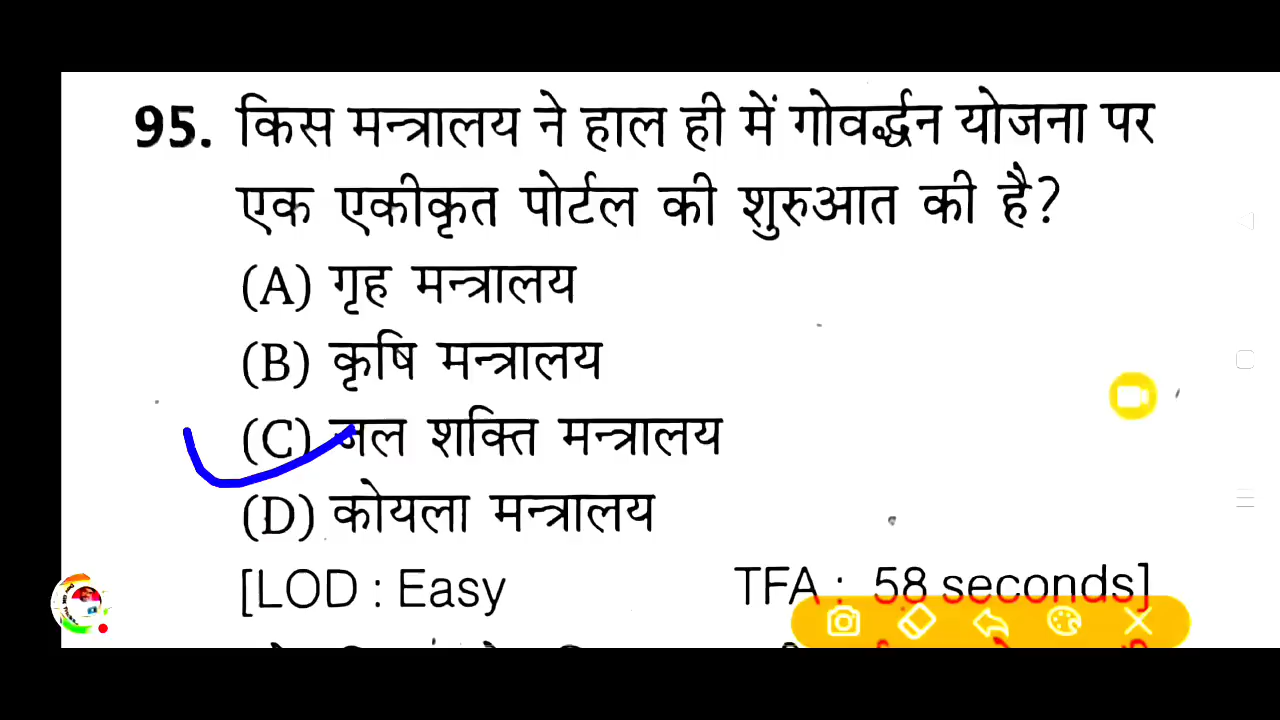 95. किस मन्त्रालय ने हाल ही में गोवर्द्धन योजना पर
एक एकीकृत पोर्टल की शुरुआत की है?
(A) गृह मन्त्रालय
(B) कृषि मन्त्रालय
(C) जल शक्ति मन्त्रालय
(D) कोयला मन्त्रालय
[LOD : Easy TFA : 58 seconds]